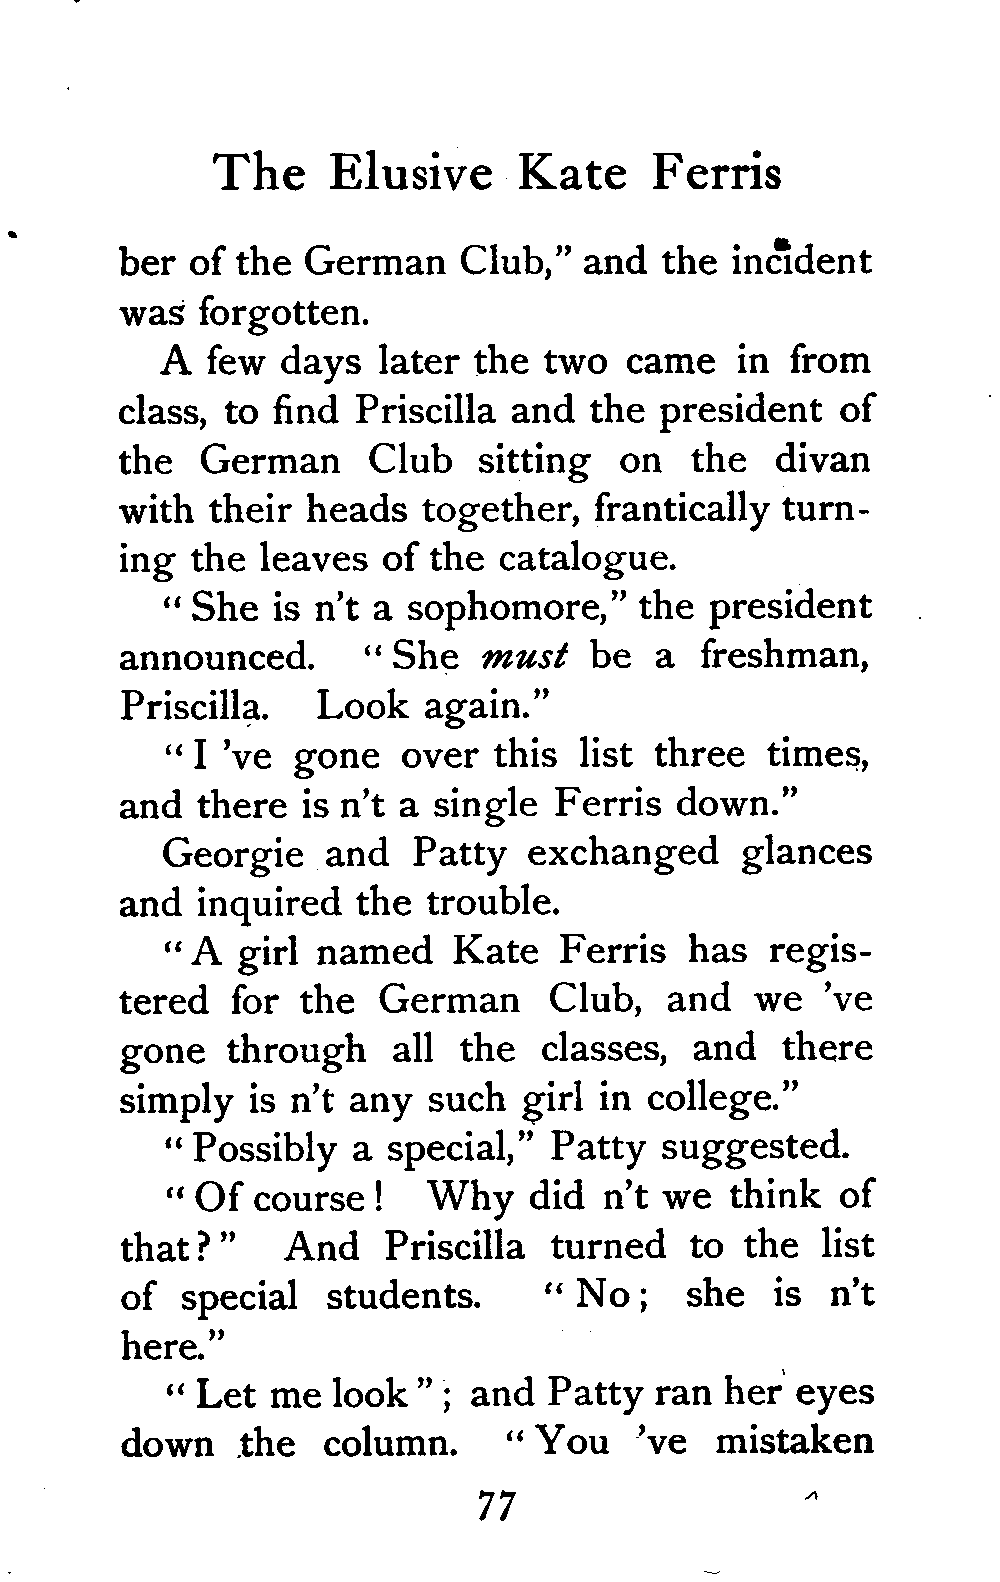 The Elusive Kate Ferris
ber of the German Club,” and the incident
was forgotten.
A few days later the two came in from
class, to find Priscilla and the president of
the German Club sitting on the divan
with their heads together, frantically turn-
ing the leaves of the catalogue.
“ She is n’t a sophomore,” the president
announced. “ She must be a freshman,
Priscilla. Look again.”
“ I ’ve gone over this list three times,
and there is n’t a single Ferris down.”
Georgie and Patty exchanged glances
and inquired the trouble.
“ A girl named Kate Ferris has regis-
tered for the German Club, and we ’ve
gone through all the classes, and there
simply is n’t any such girl in college.”
“ Possibly a special,” Patty suggested.
“ Of course ! Why did n’t we think of
that ? ” And Priscilla turned to the list
of special students. “ No ; she is n’t
here.”
“ Let me look ” ; and Patty ran her eyes
down the column. “ You ’ve mistaken
77